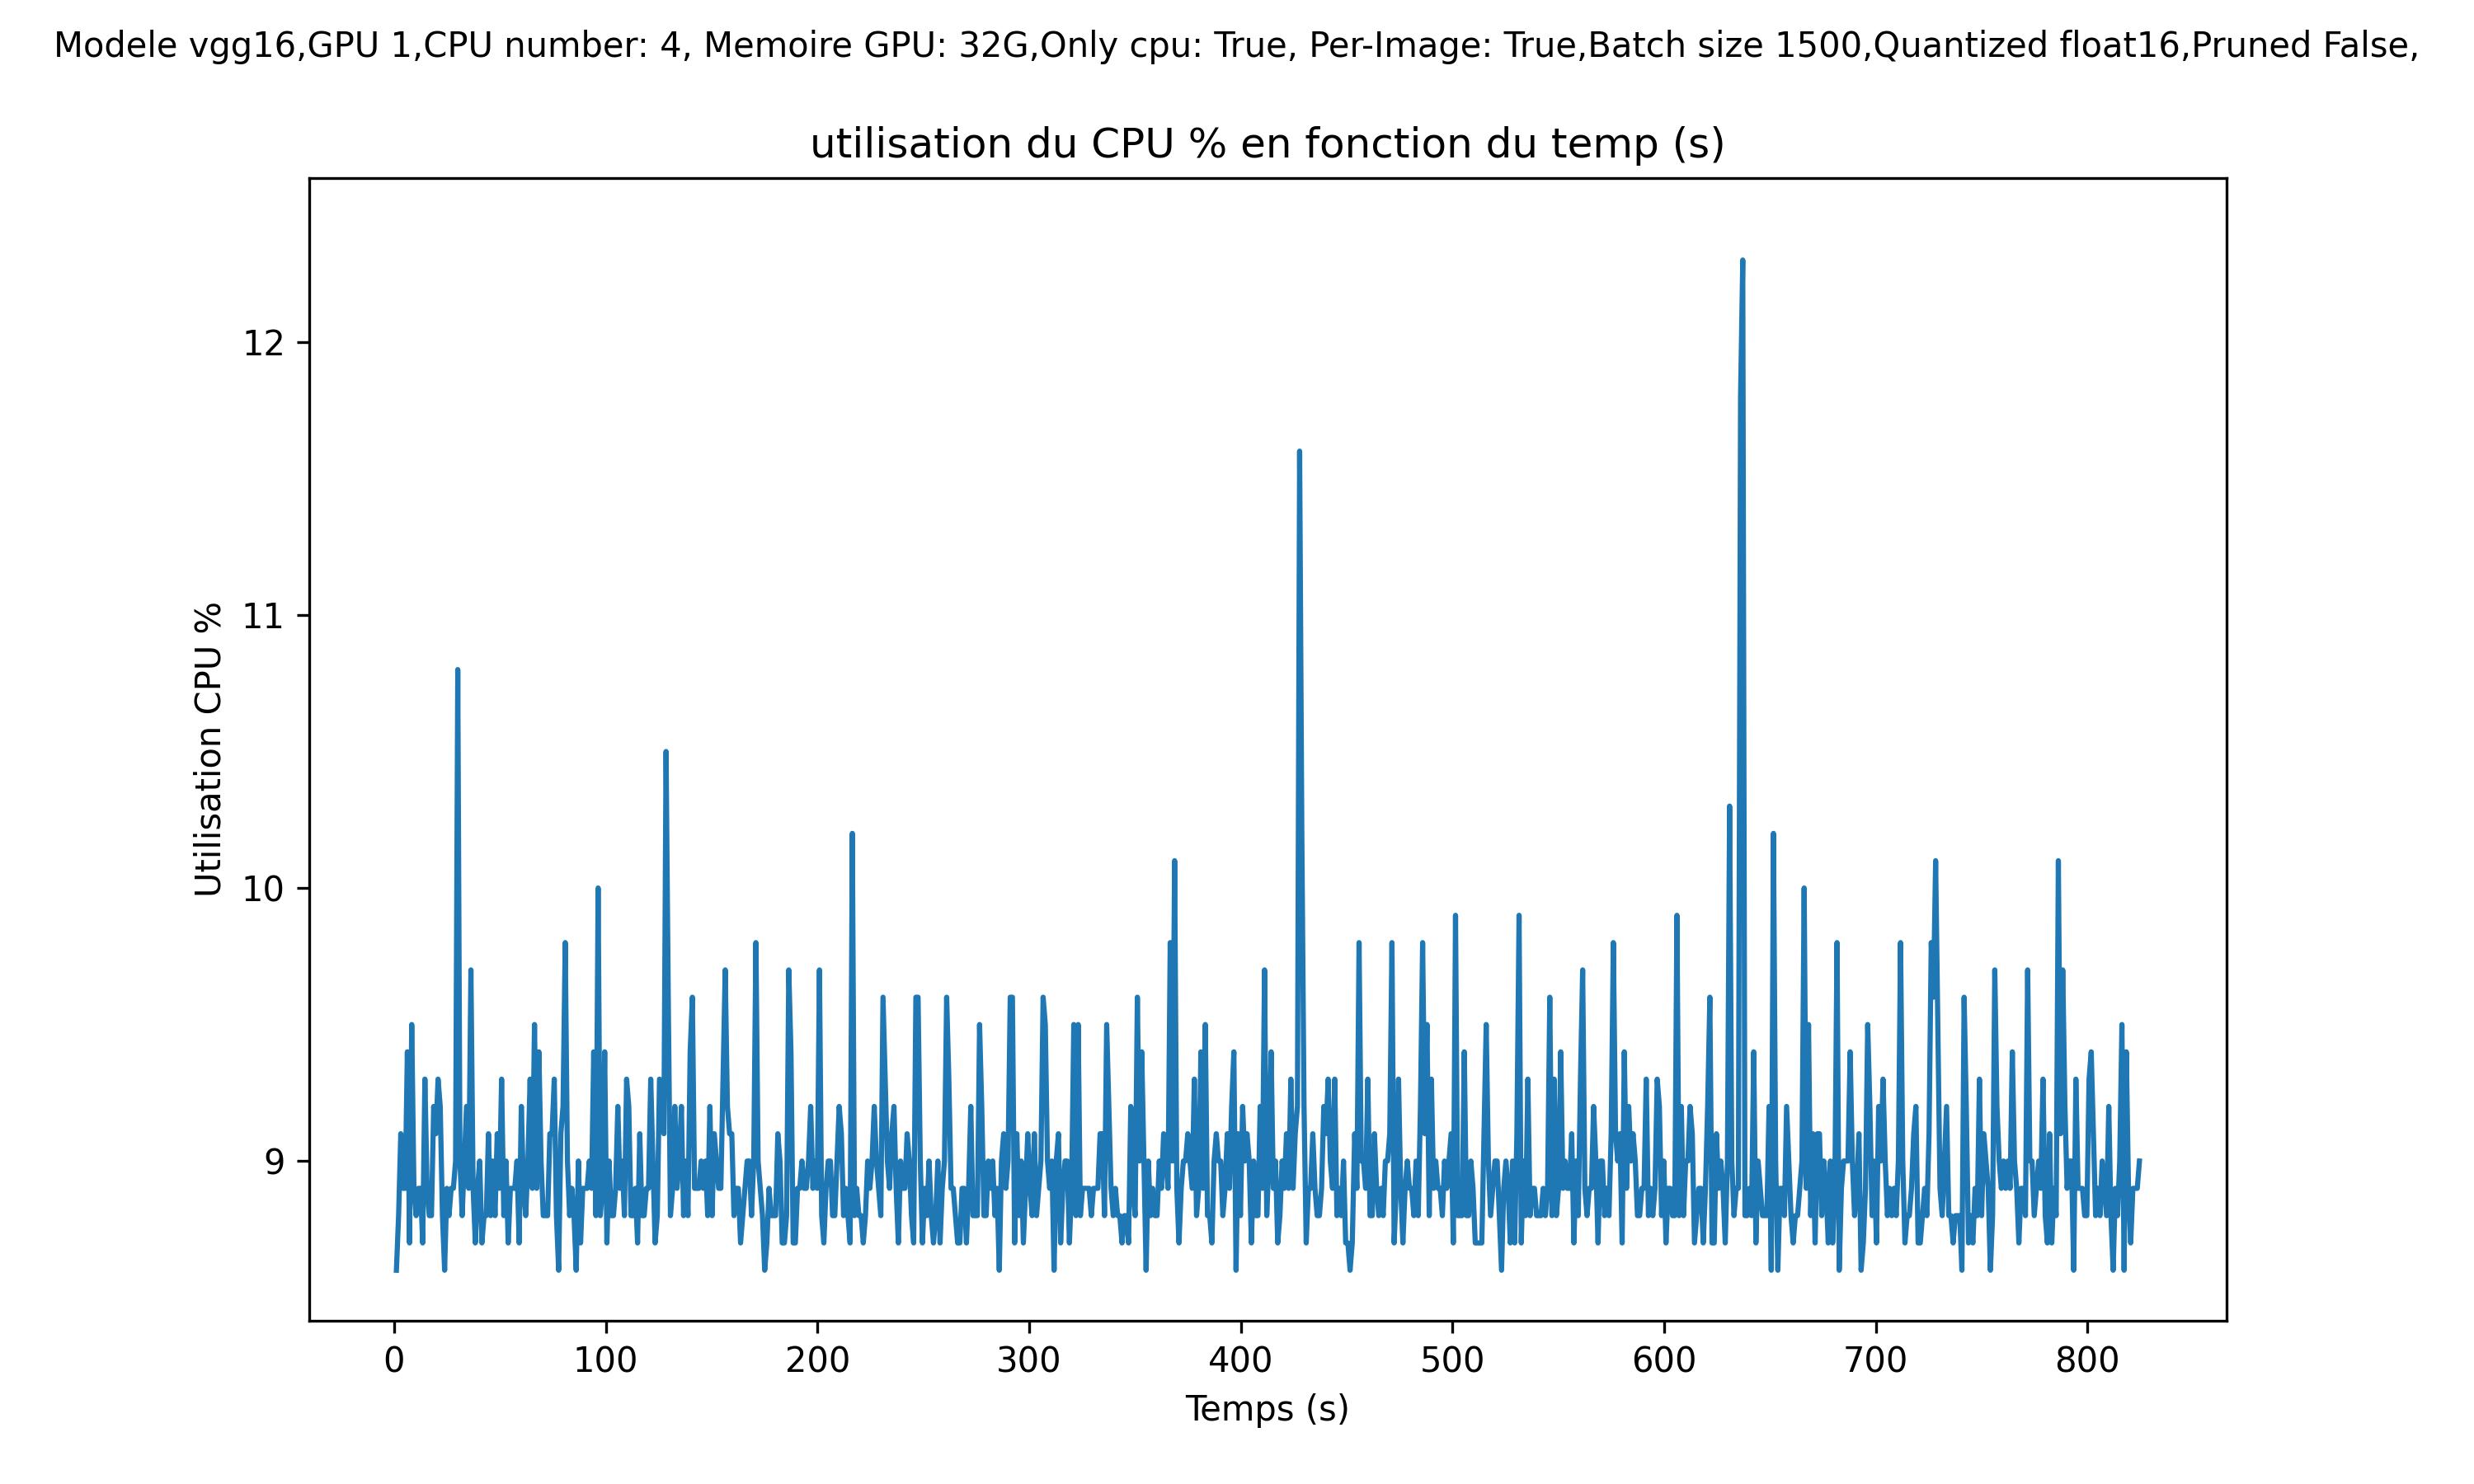 Modele vgg16,GPU 1,CPU number: 4, Memoire GPU: 32G,Only cpu: True, Per-Image: True,Batch size 1500,Quantized float16,Pruned False,
utilisation du CPU % en fonction du temp (s)
Utilisation CPU %
12
11
10
9
0 100 200 300 400 500 600 700 800
Temps (s)